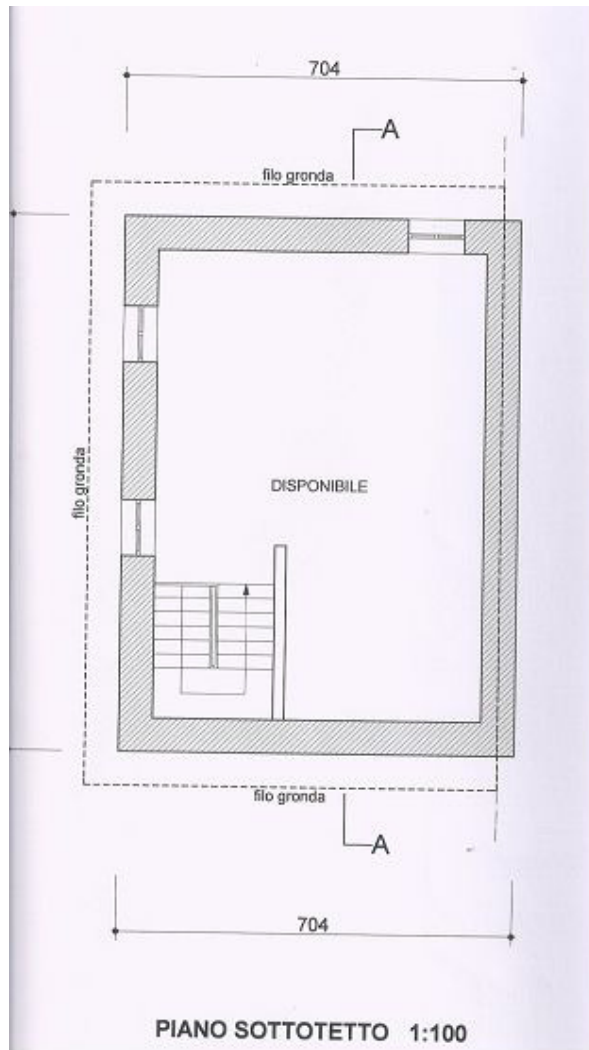 704
A
filo gronda
filo gronda
DISPONIBILE
filo gronda
A
704
PIANO SOTTOTETTO 1:100